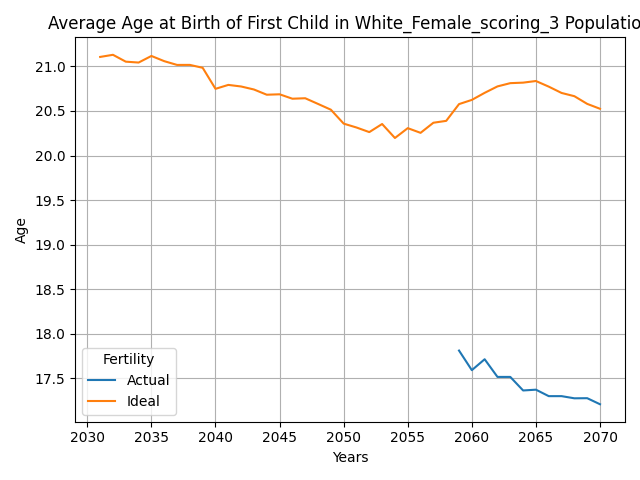 Average Age at Birth of First Child in White_Female_scoring_3 Populatio
21.0
20.5
20.0
19.5
19.0
18.5
18.0
17.5
Age
Fertility
Actual
Ideal
2030 2035 2040 2045 2050 2055 2060 2065 2070
Years